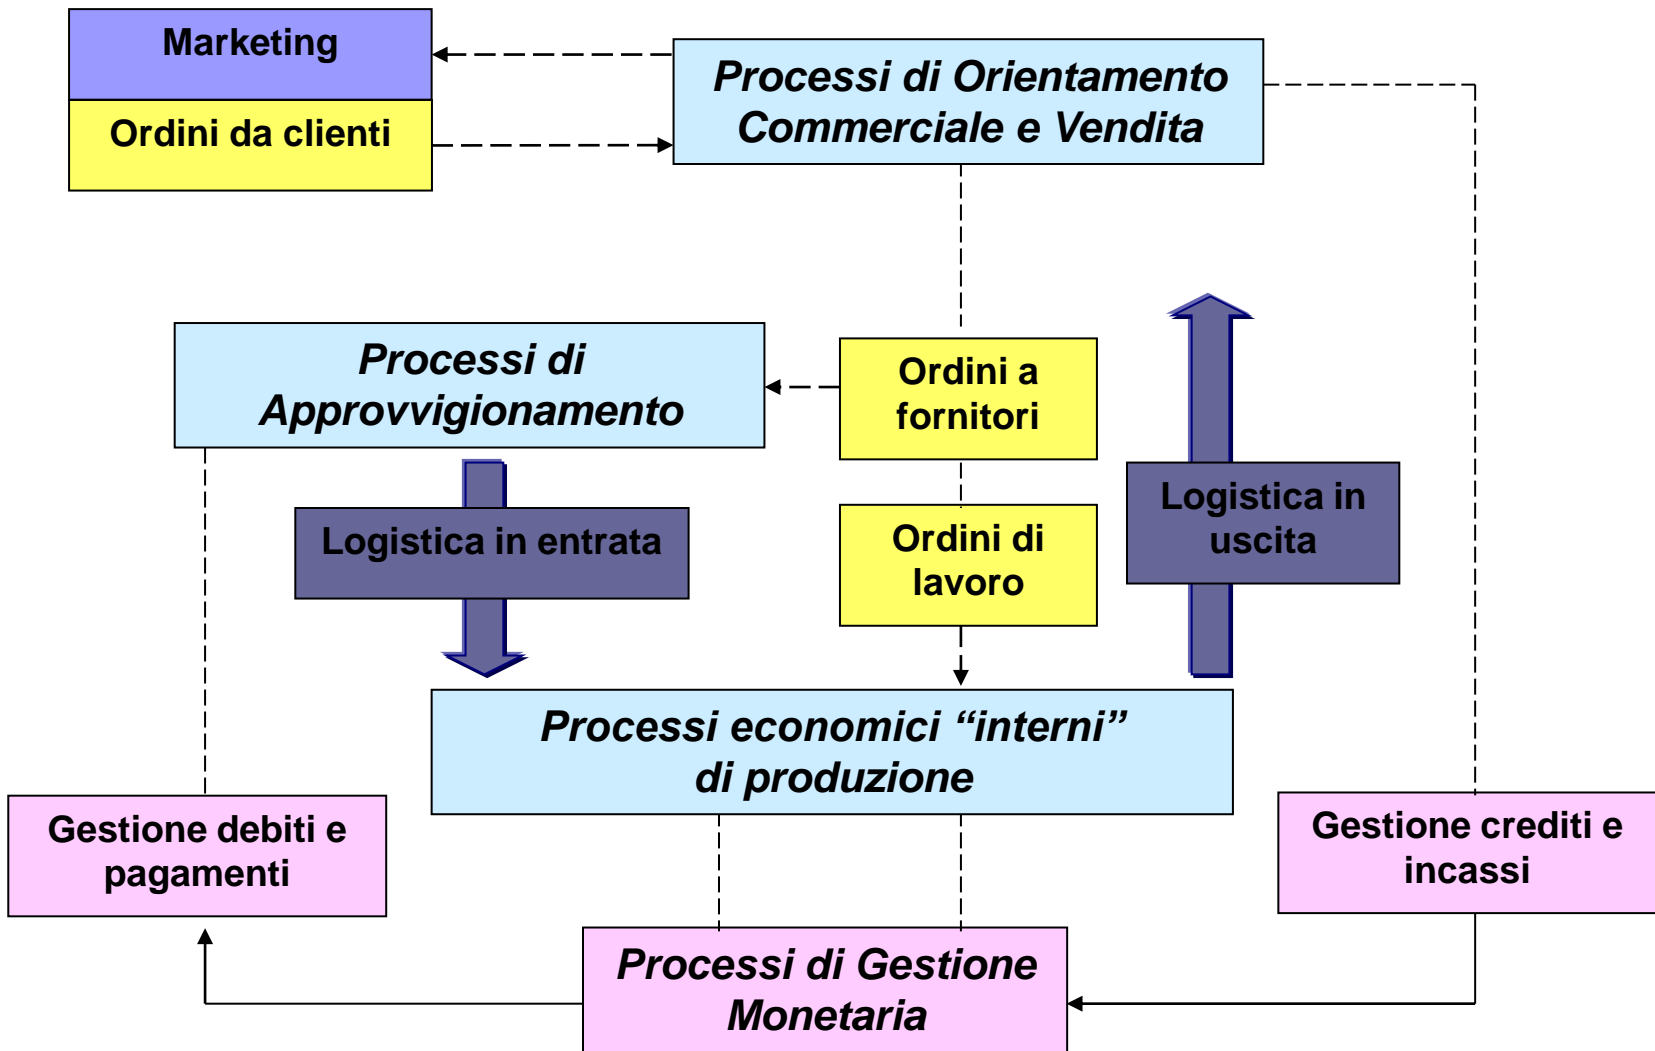 Marketing
Ordini da clienti
Processi di Orientamento
Commerciale e Vendita
Processi di
Approvvigionamento
Ordini a
fornitori
Logistica in entrata
Ordini di
lavoro
Logistica in
uscita
Processi economici “interni”
di produzione
Gestione debiti e
pagamenti
Gestione crediti e
incassi
Processi di Gestione
Monetaria